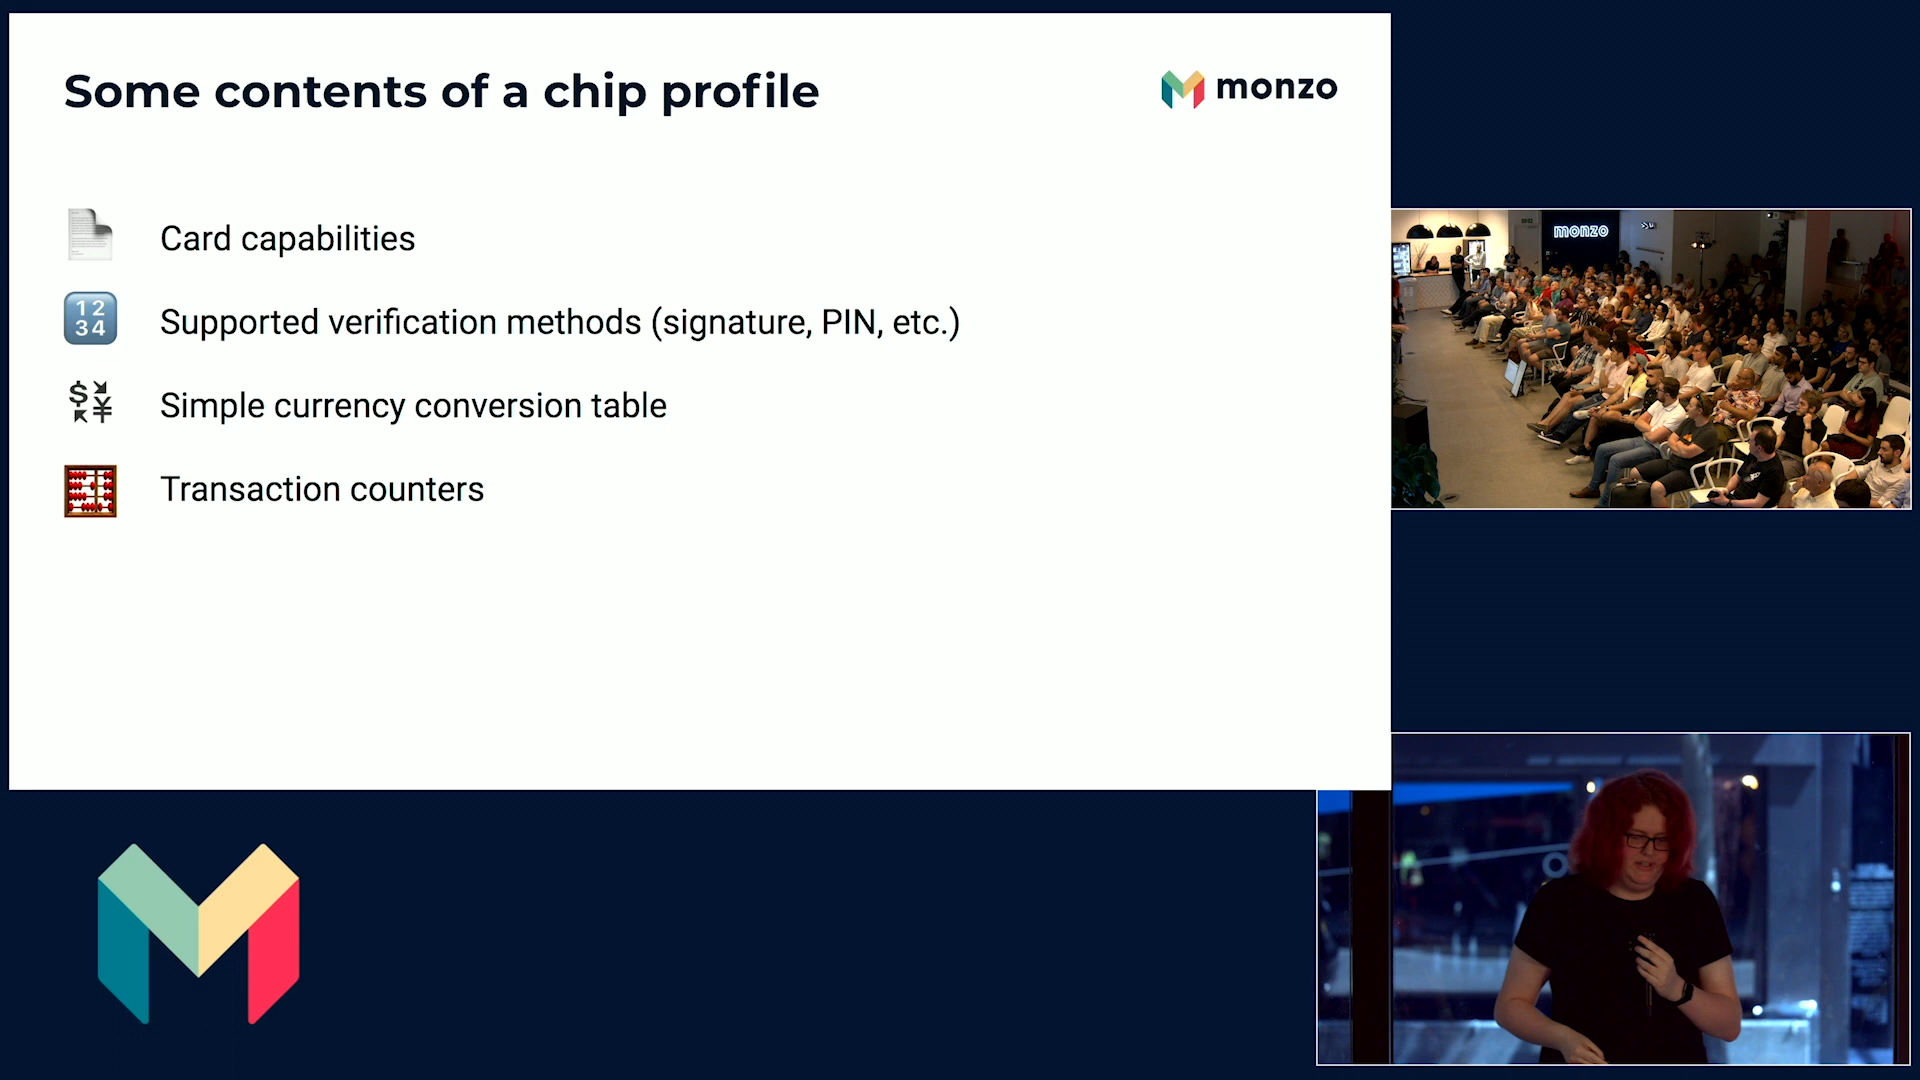 Some contents of a chip profile
monzo
Card capabilities
1 2
3 4
Supported verification methods (signature, PIN, etc.)
Simple currency conversion table
Transaction counters
monzo